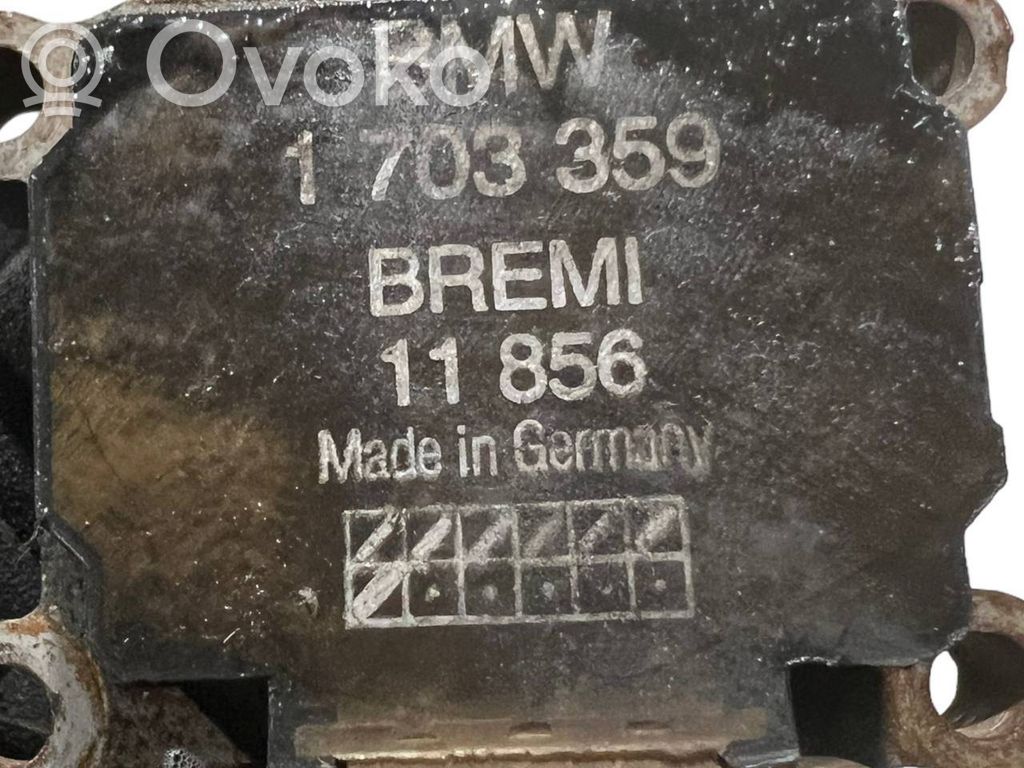 Ovoko
BMW
1 703 359
BREMI
11 856
Made in Germany